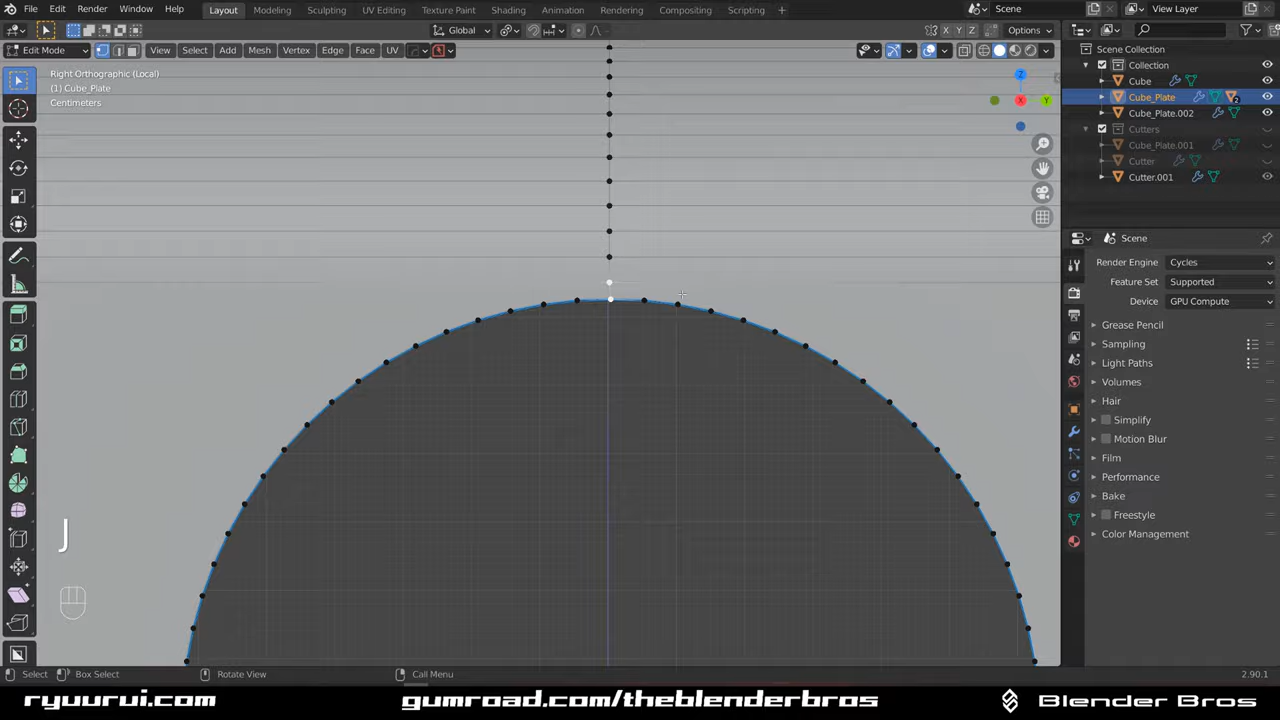 File Edit Render Window Help Layout Modeling Sculpting UV Editing Texture Paint Shading Animation Rendering Compositing Scripting + Scene View Layer
Global Options
X Y Z
Edit Mode View Select Add Mesh Vertex Edge Face UV
Right Orthographic (Local)
(1) Cube_Plate
Centimeters
Z
X
Y
Scene Collection
Collection
Cube
Cube_Plate
2
Cube_Plate.002
Cutters
Cube_Plate.001
Cutter
Cutter.001
Scene
Render Engine Cycles
Feature Set Supported
Device GPU Compute
Grease Pencil
Sampling
Light Paths
Volumes
Hair
Simplify
Motion Blur
Film
Performance
Bake
Freestyle
Color Management
J
Select Box Select Rotate View Call Menu 2.90.1
ryuurui.com gumroad.com/theblenderbros Blender Bros